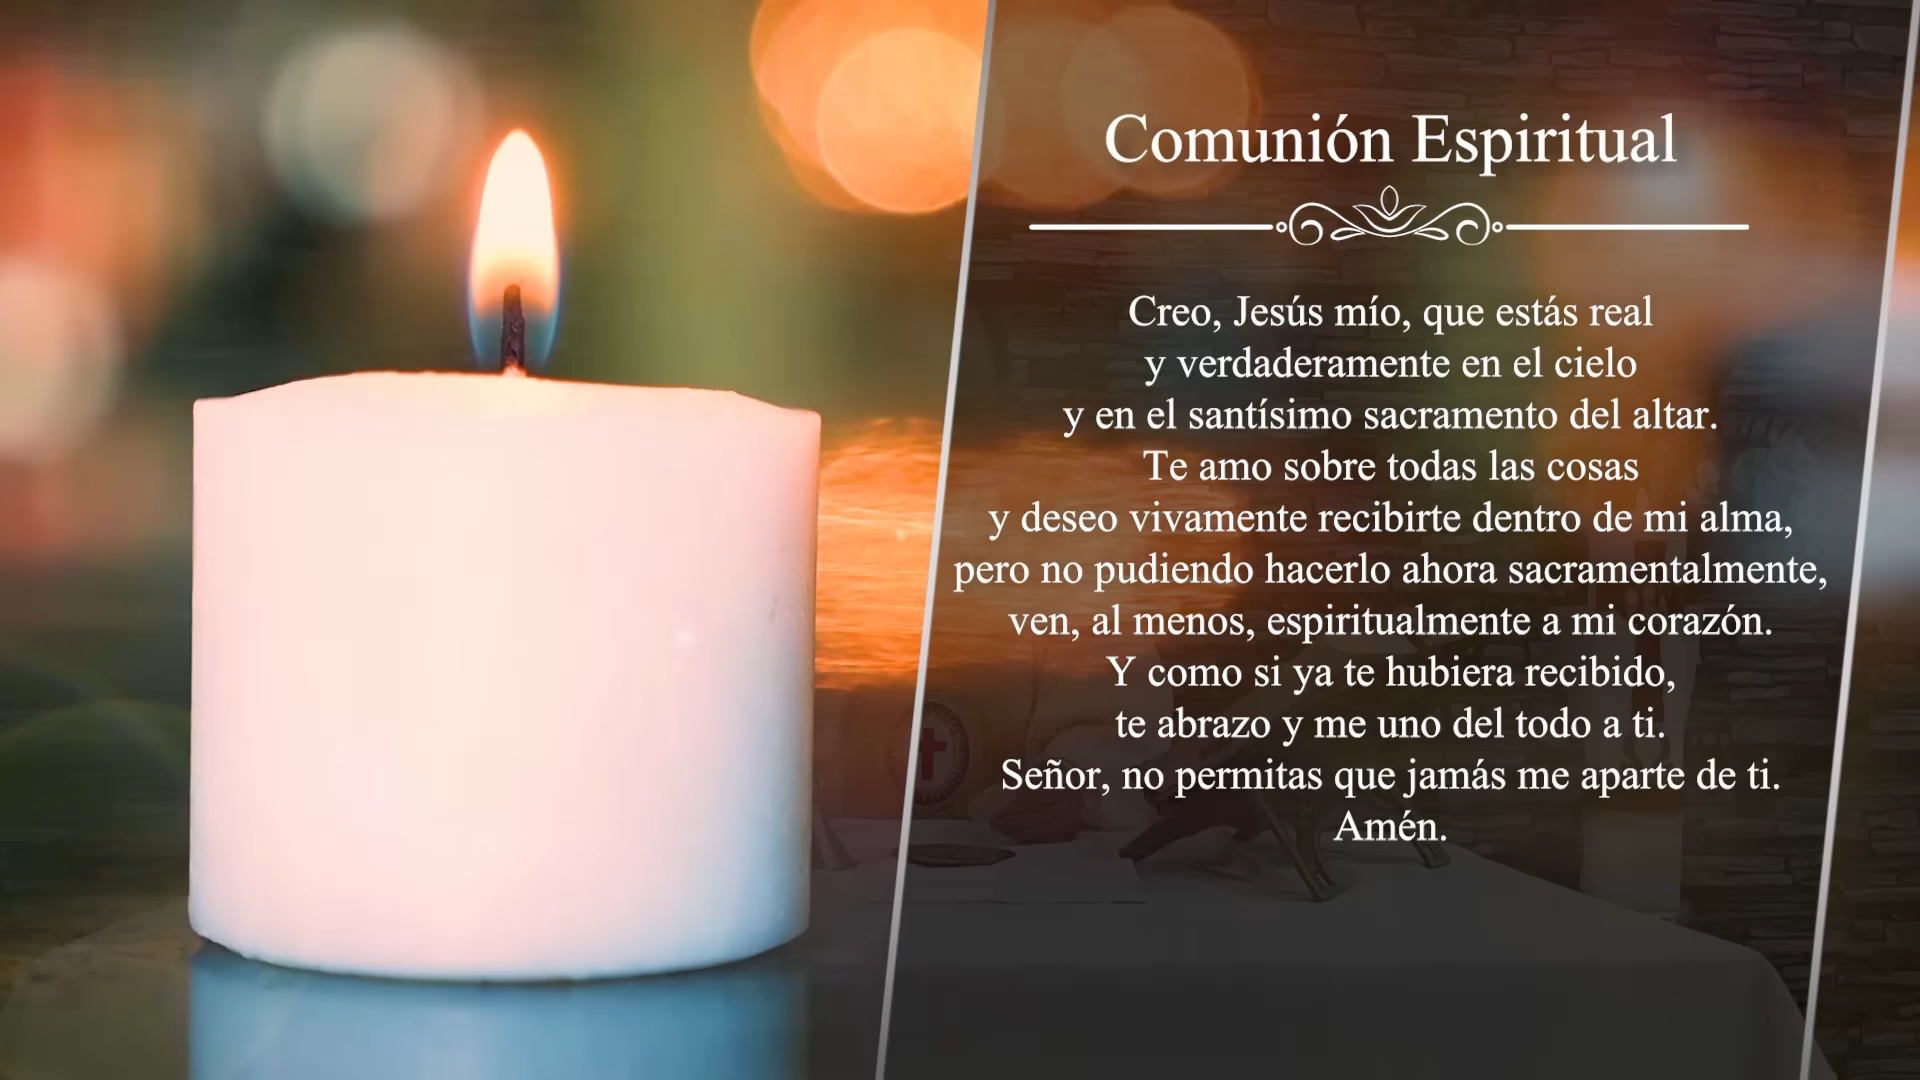 Comunión Espiritual
Creo, Jesús mío, que estás real
y verdaderamente en el cielo
y en el santísimo sacramento del altar.
Te amo sobre todas las cosas
y deseo vivamente recibirte dentro de mi alma,
pero no pudiendo hacerlo ahora sacramentalmente,
ven, al menos, espiritualmente a mi corazón.
Y como si ya te hubiera recibido,
te abrazo y me uno del todo a ti.
Señor, no permitas que jamás me aparte de ti.
Amén.